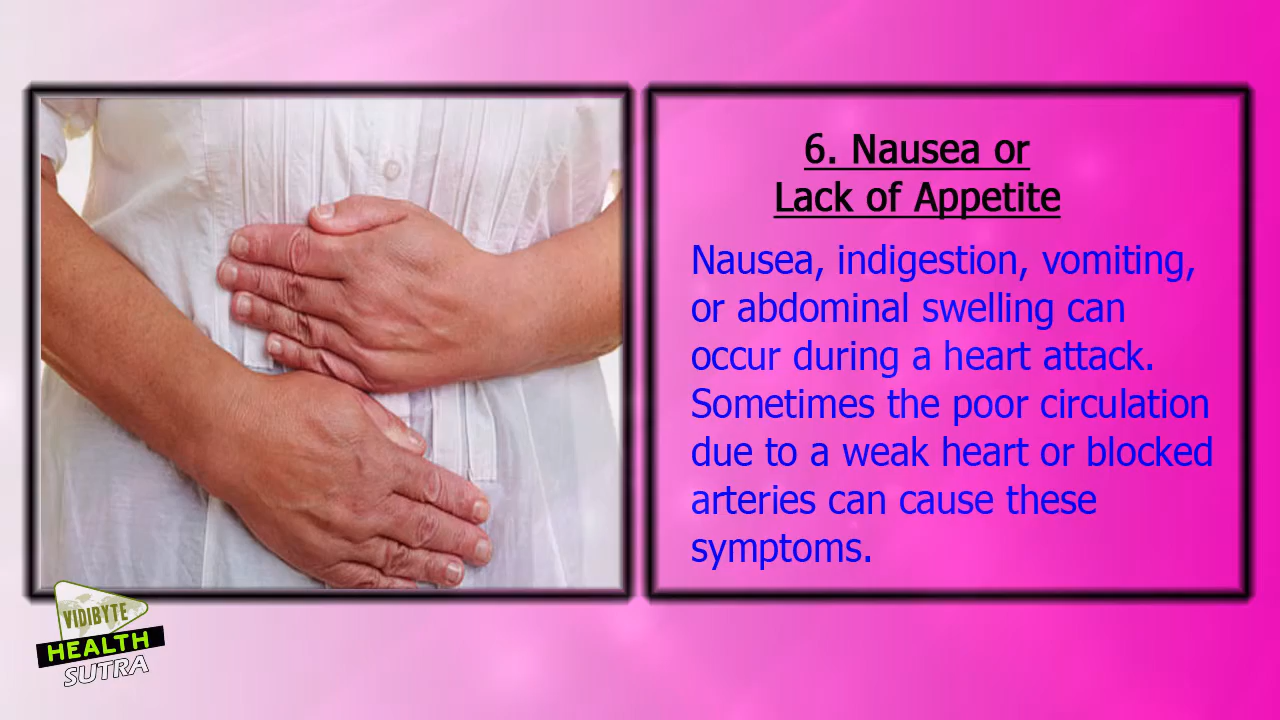 6. Nausea or
Lack of Appetite
Nausea, indigestion, vomiting,
or abdominal swelling can
occur during a heart attack.
Sometimes the poor circulation
due to a weak heart or blocked
arteries can cause these
symptoms.
VIDIBYTE
HEALTH
SUTRA